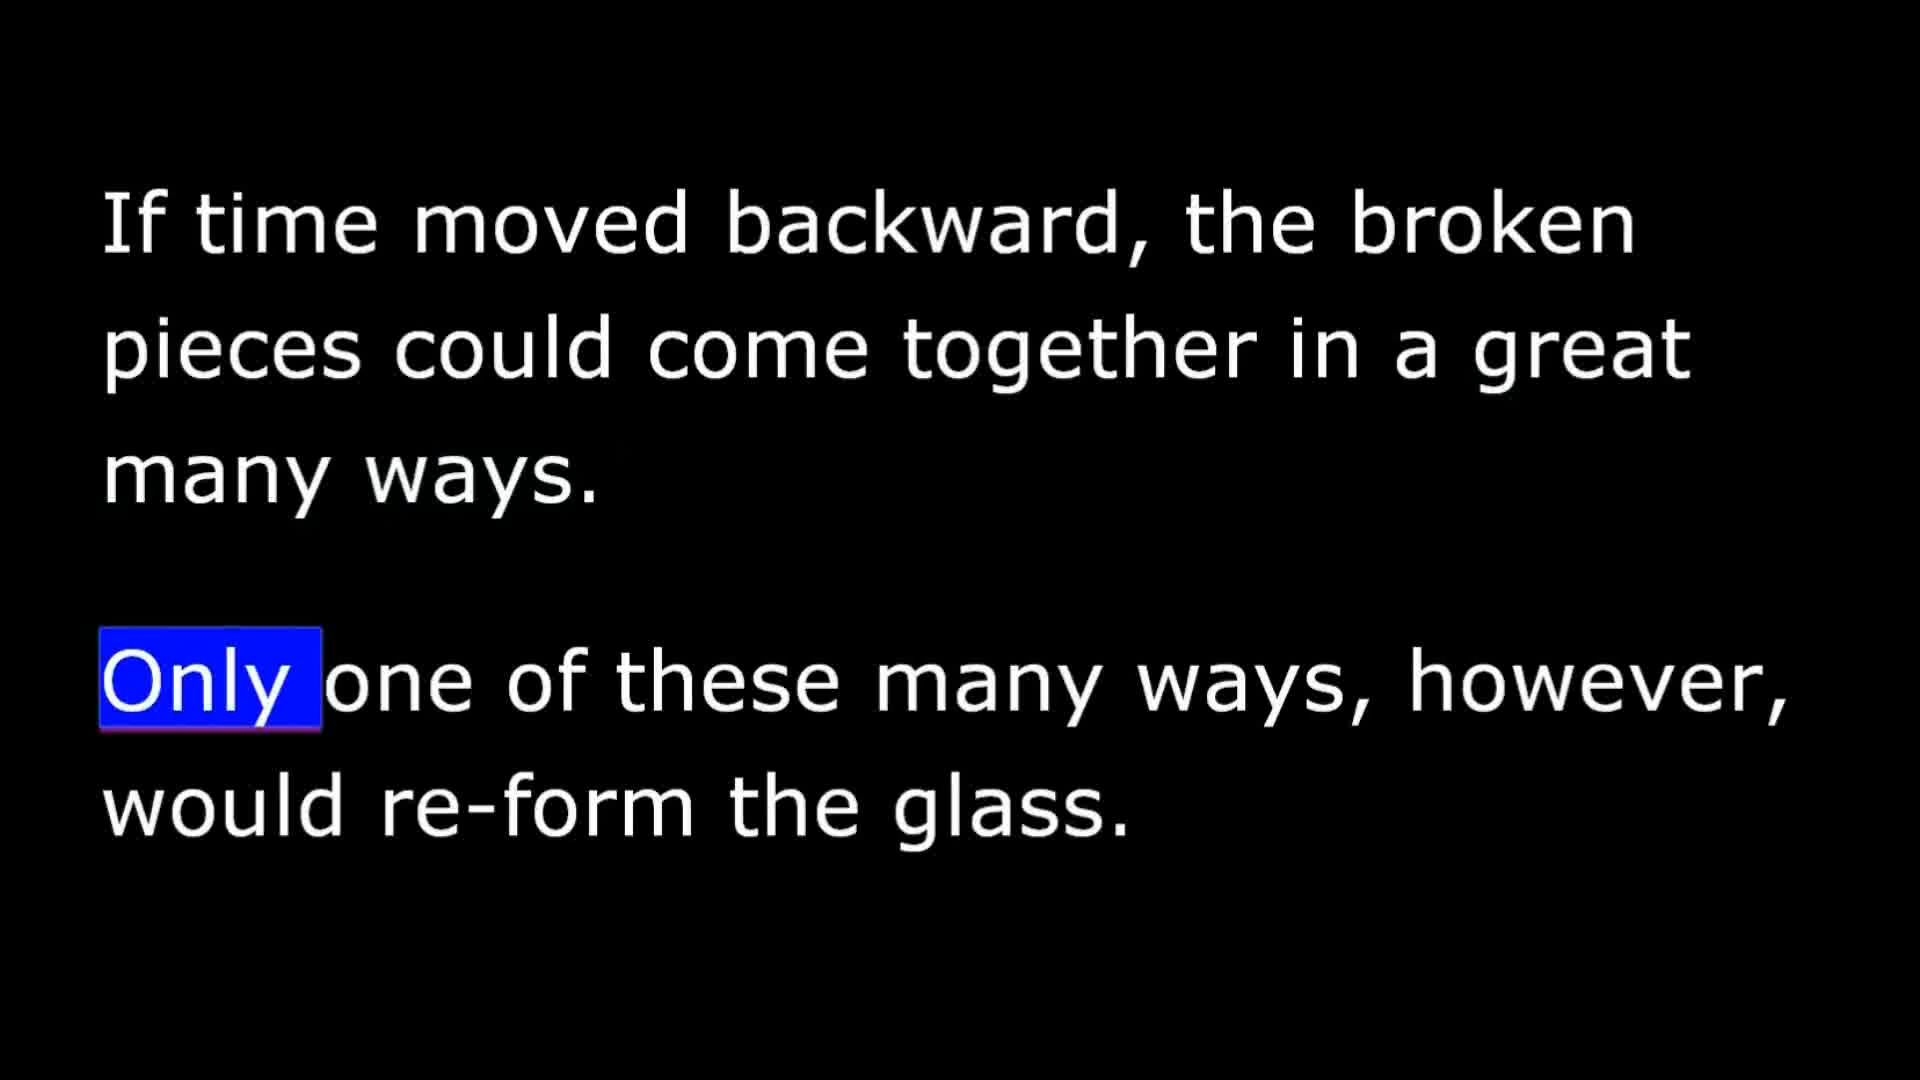 If time moved backward, the broken
pieces could come together in a great
many ways.
Only one of these many ways, however,
would re-form the glass.